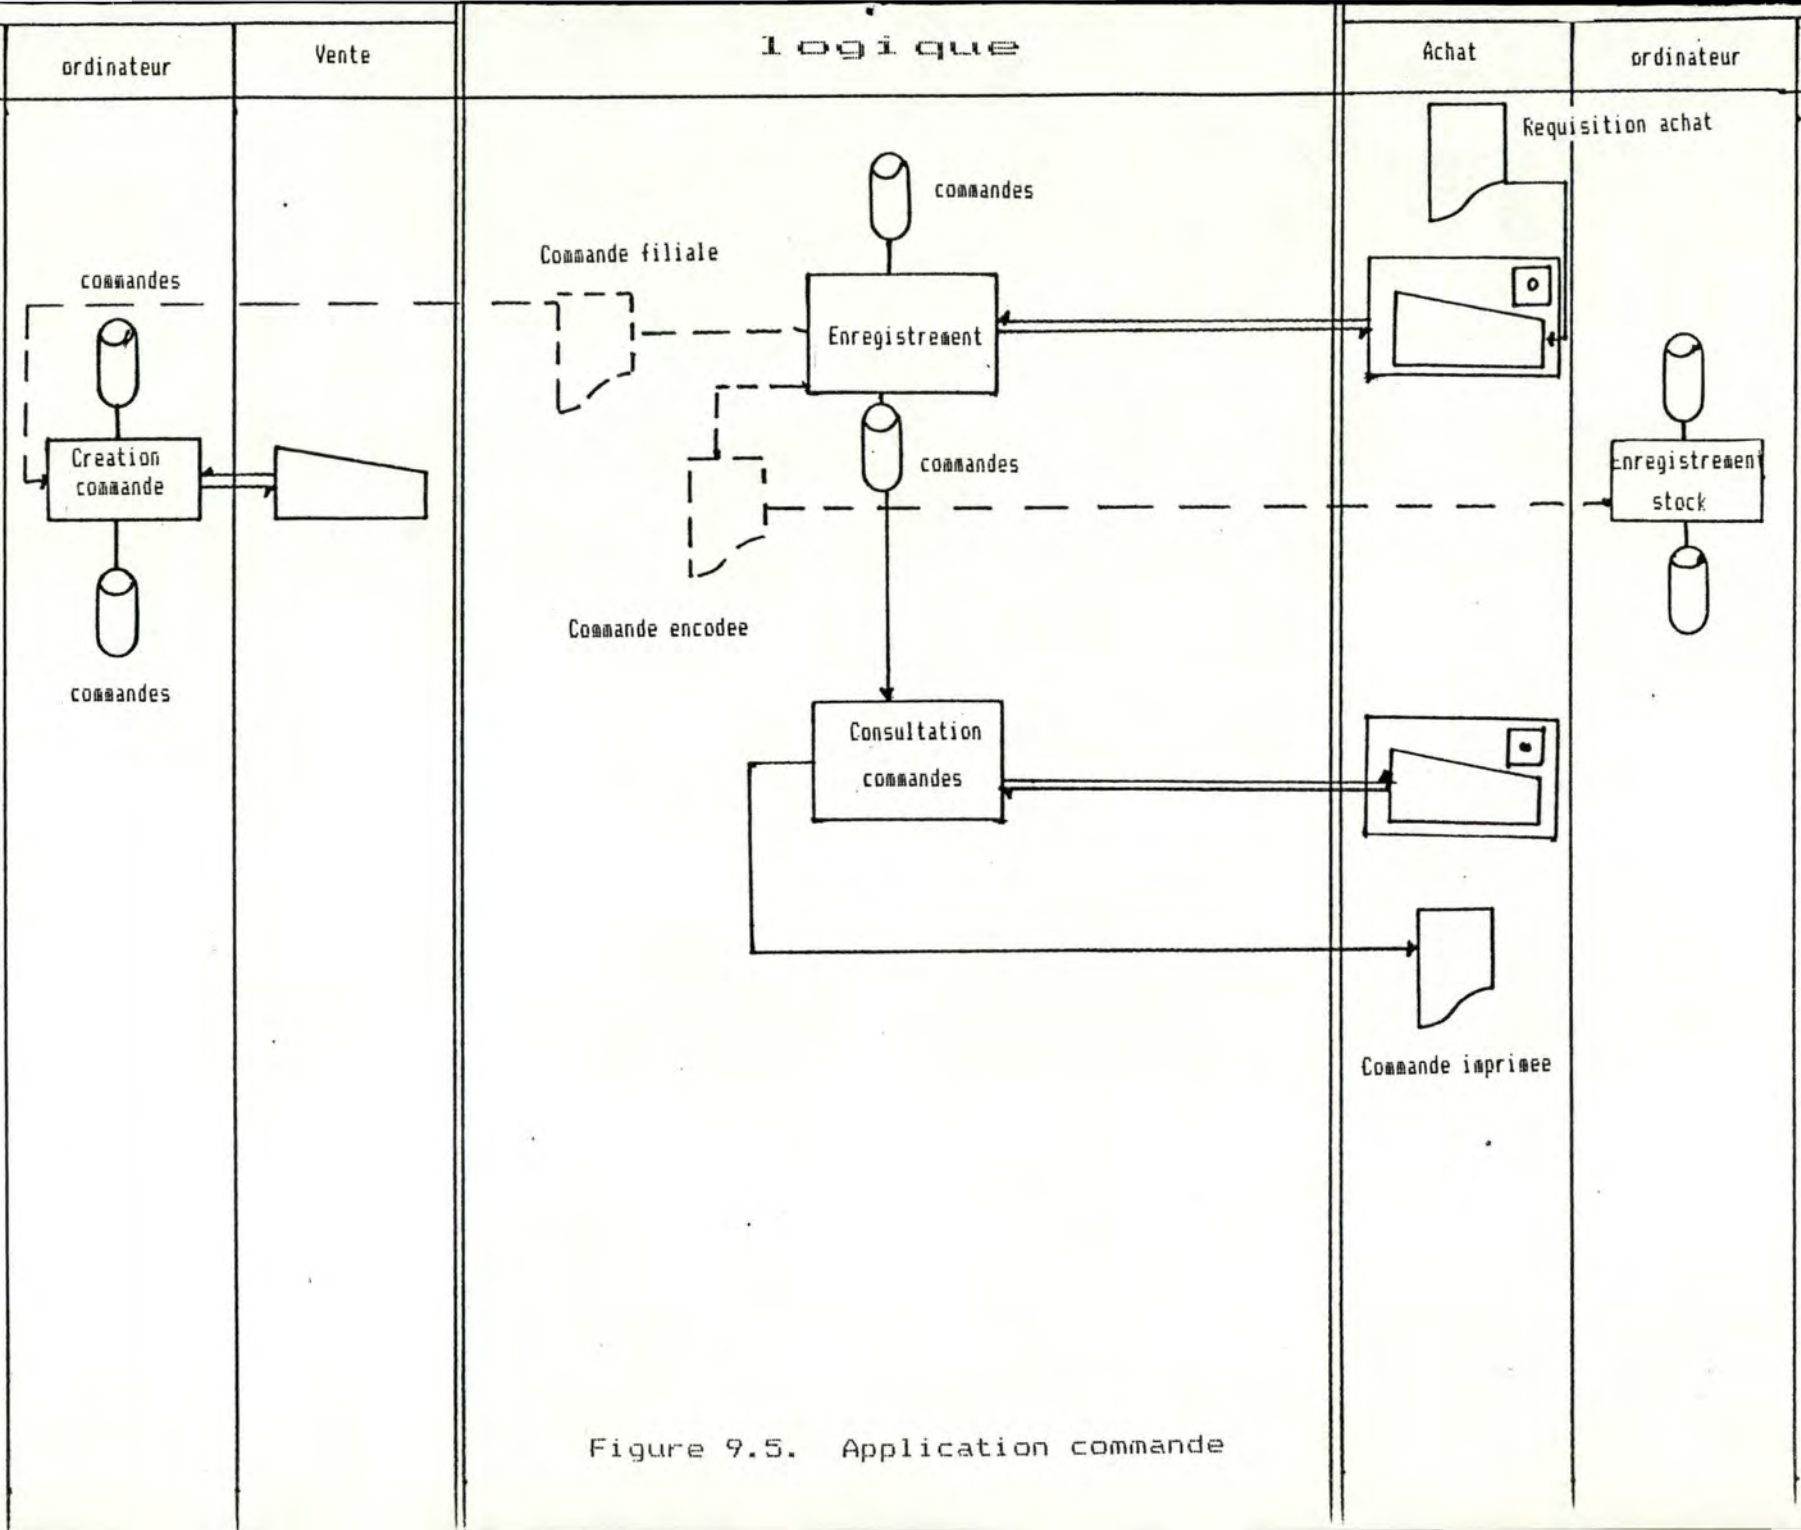 ordinateur
Vente
logique
Achat
ordinateur
Requisition achat
commandes
Commande filiale
commandes
Enregistrement
Creation
commande
commandes
Enregistrement
stock
Commande encodee
commandes
Consultation
commandes
Commande imprimee
Figure 9.5. Application commande